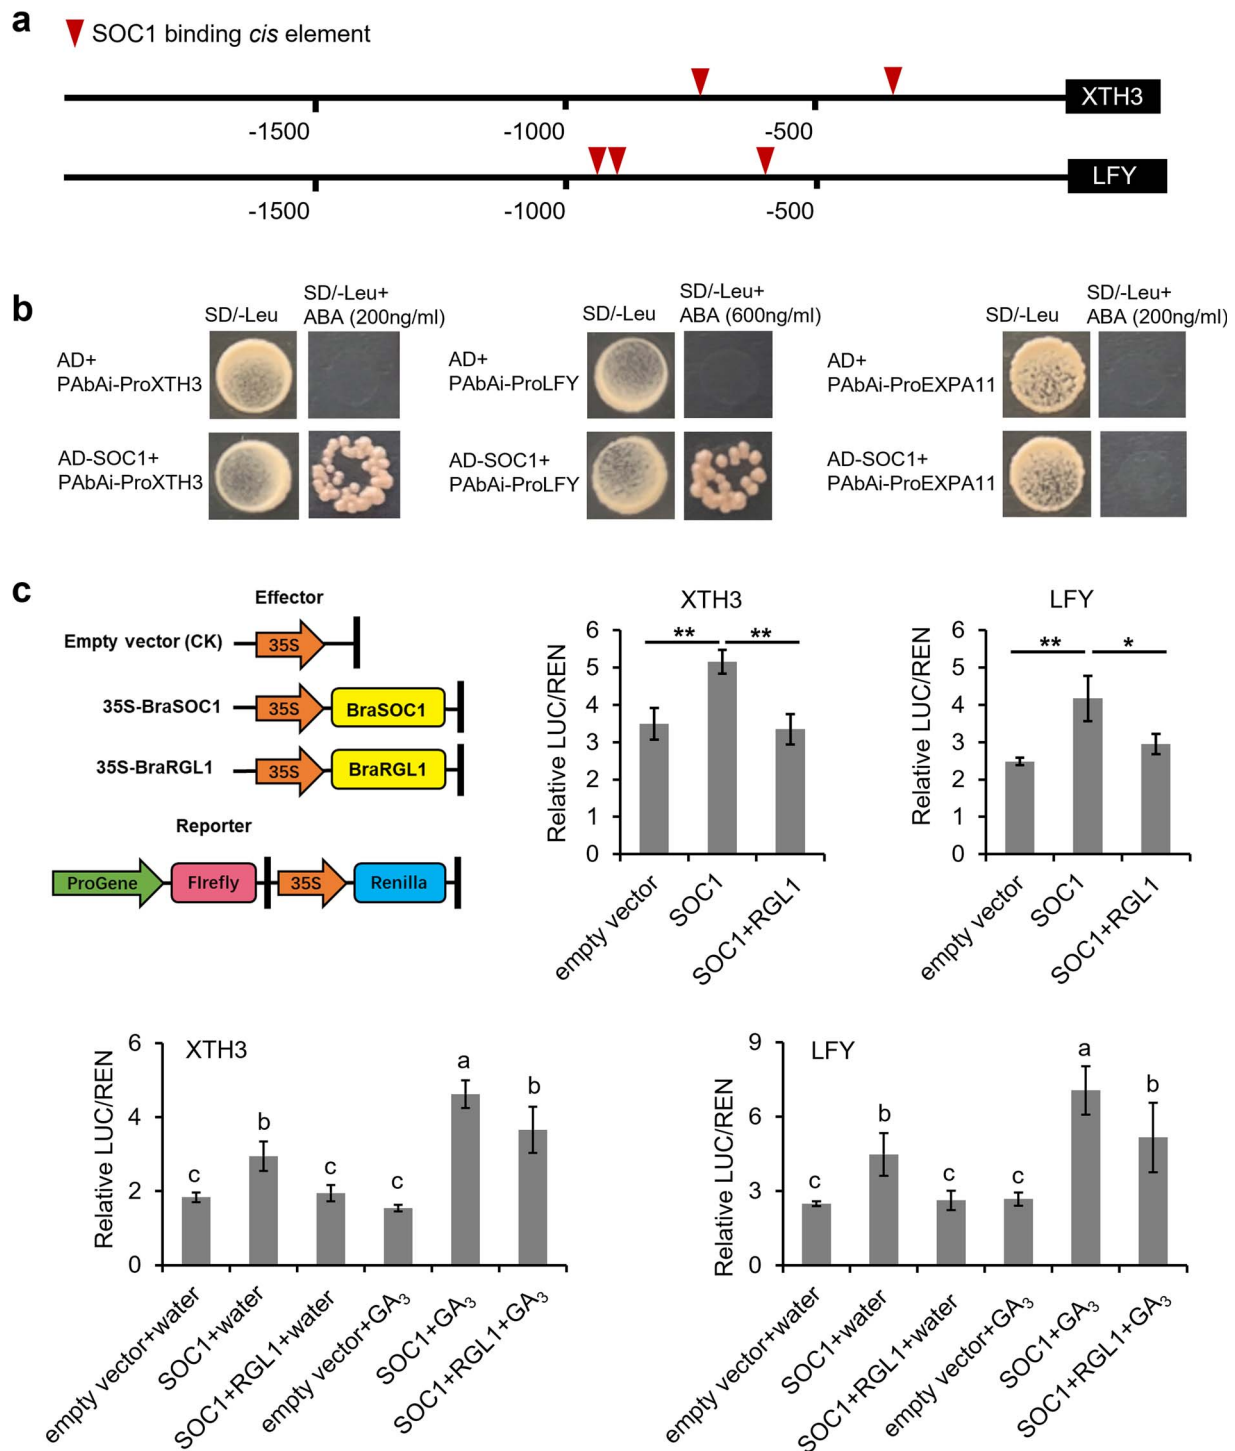 a
SOC1 binding cis element
XTH3
-1500
-1000
-500
LFY
-1500
-1000
-500
b
SD/-Leu
SD/-Leu+
ABA (200ng/ml)
AD+
PAbAi-ProXTH3
AD-SOC1+
PAbAi-ProXTH3
SD/-Leu
SD/-Leu+
ABA (600ng/ml)
AD+
PAbAi-ProLFY
AD-SOC1+
PAbAi-ProLFY
SD/-Leu
SD/-Leu+
ABA (200ng/ml)
AD+
PAbAi-ProEXPA11
AD-SOC1+
PAbAi-ProEXPA11
c
Effector
Empty vector (CK)
35S
35S-BraSOC1
35S
BraSOC1
35S-BraRGL1
35S
BraRGL1
Reporter
ProGene
FIrefly
35S
Renilla
XTH3
Relative LUC/REN
6
5
4
3
2
1
0
**
**
empty vector
SOC1
SOC1+RGL1
LFY
Relative LUC/REN
6
5
4
3
2
1
0
**
*
empty vector
SOC1
SOC1+RGL1
XTH3
Relative LUC/REN
6
4
2
0
c
b
c
c
a
b
empty vector+water
SOC1+water
SOC1+RGL1+water
empty vector+GA₃
SOC1+GA₃
SOC1+RGL1+GA₃
LFY
Relative LUC/REN
9
6
3
0
c
b
c
c
a
b
empty vector+water
SOC1+water
SOC1+RGL1+water
empty vector+GA₃
SOC1+GA₃
SOC1+RGL1+GA₃